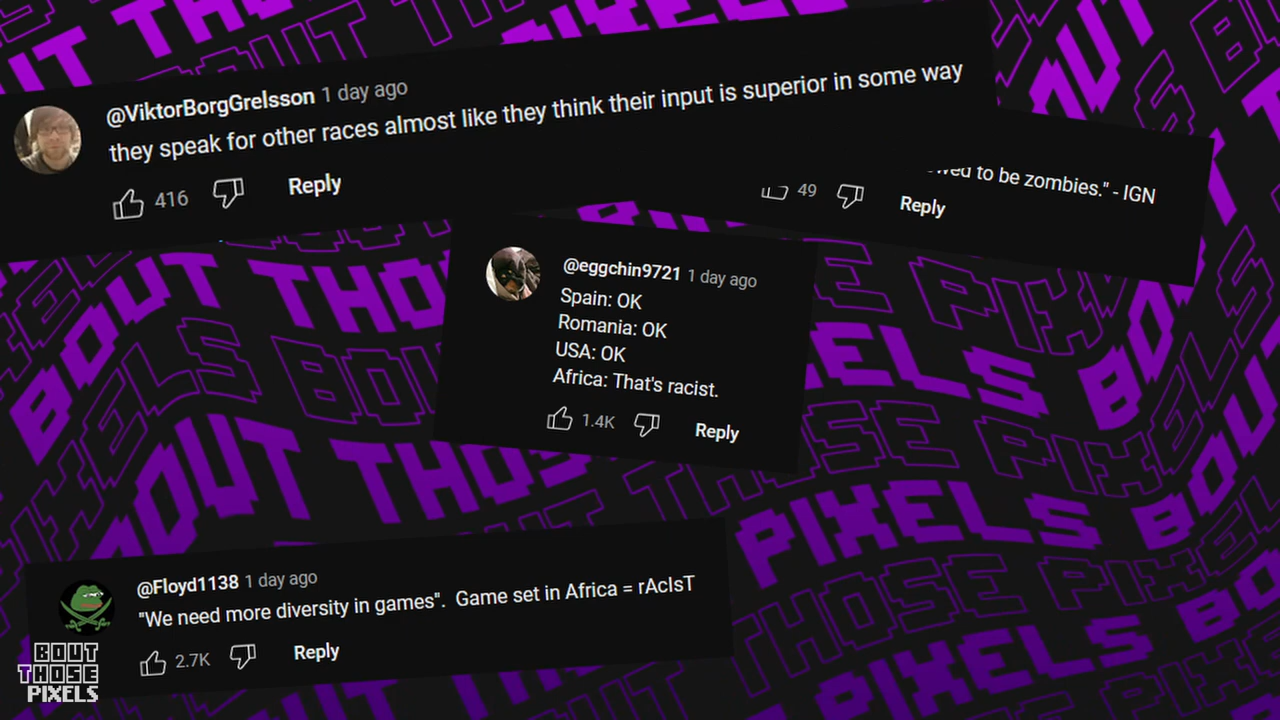 @ViktorBorgGrelsson 1 day ago
they speak for other races almost like they think their input is superior in some way
416
Reply
to be zombies." - IGN
49
Reply
@eggchin9721 1 day ago
Spain: OK
Romania: OK
USA: OK
Africa: That's racist.
1.4K
Reply
@Floyd1138 1 day ago
"We need more diversity in games". Game set in Africa = rAcIsT
2.7K
Reply
BOUT
THOSE
PIXELS